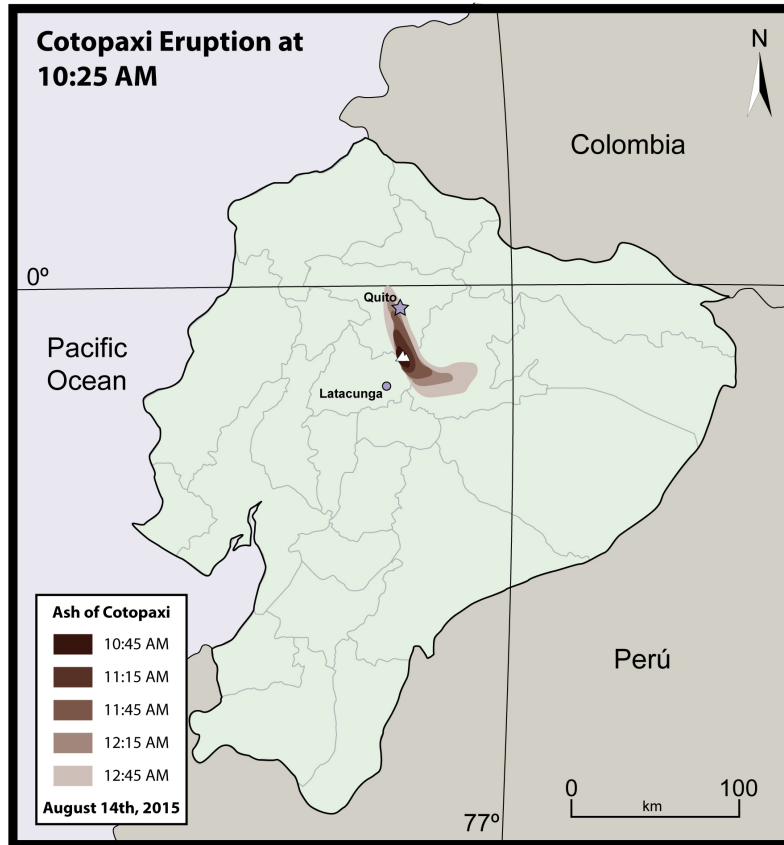 Cotopaxi Eruption at
10:25 AM
N
Colombia
0º
Quito
Pacific
Ocean
Latacunga
Ash of Cotopaxi
10:45 AM
11:15 AM
11:45 AM
12:15 AM
12:45 AM
August 14th, 2015
Perú
0 100
km
77º